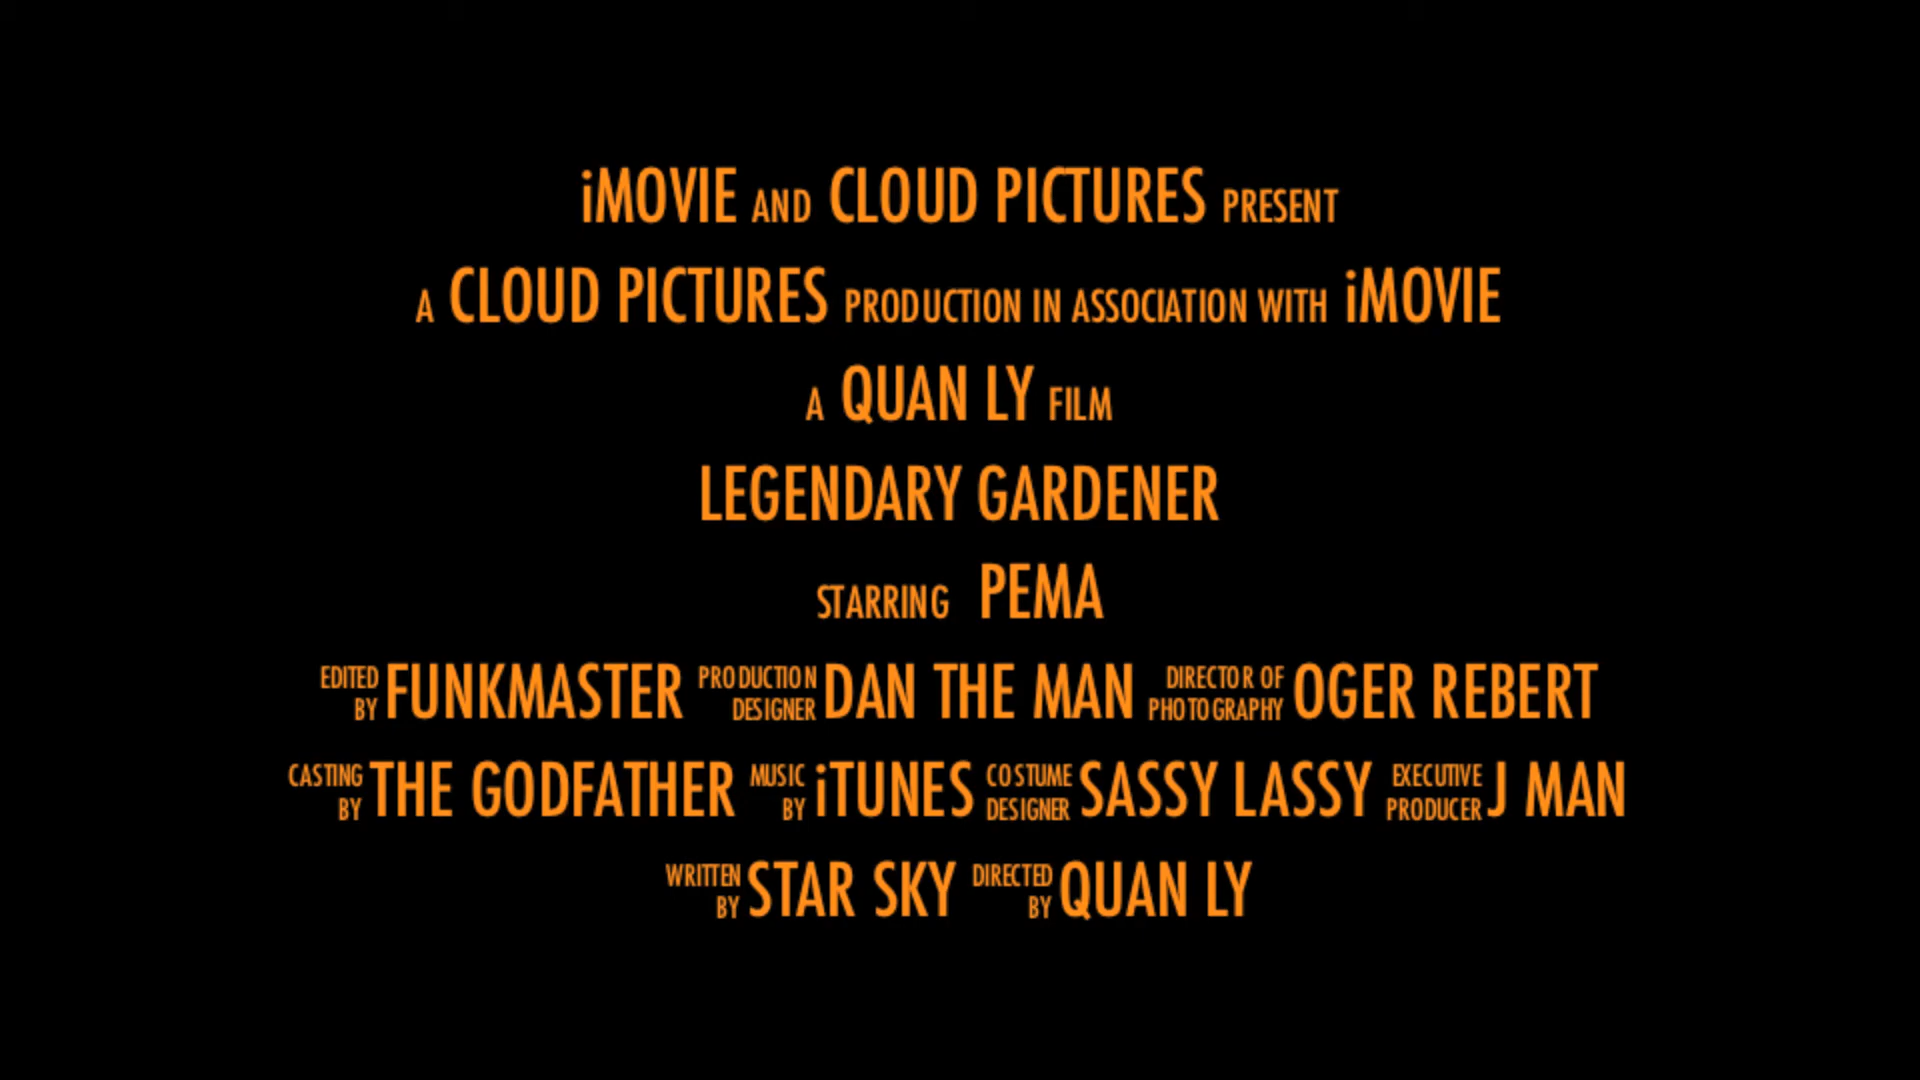 iMOVIE AND CLOUD PICTURES PRESENT
A CLOUD PICTURES PRODUCTION IN ASSOCIATION WITH iMOVIE
A QUAN LY FILM
LEGENDARY GARDENER
STARRING PEMA
EDITED BY FUNKMASTER PRODUCTION DESIGNER DAN THE MAN DIRECTOR OF PHOTOGRAPHY OGER REBERT
CASTING BY THE GODFATHER MUSIC BY iTUNES COSTUME DESIGNER SASSY LASSY EXECUTIVE PRODUCER J MAN
WRITTEN BY STAR SKY DIRECTED BY QUAN LY